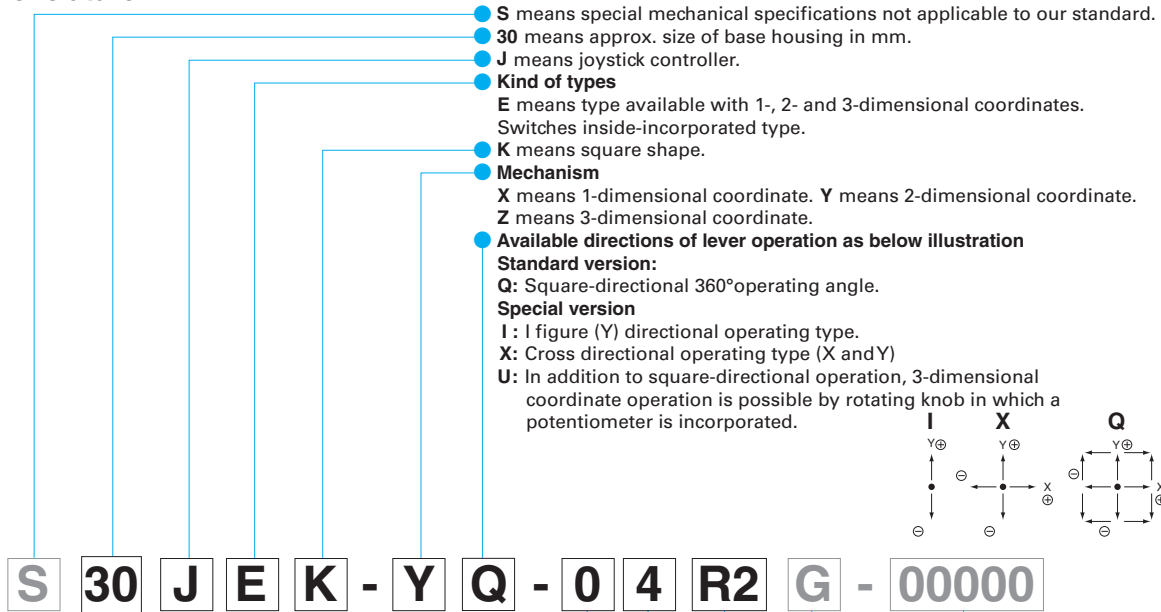 S means special mechanical specifications not applicable to our standard.
30 means approx. size of base housing in mm.
J means joystick controller.
Kind of types
E means type available with 1-, 2- and 3-dimensional coordinates.
Switches inside-incorporated type.
K means square shape.
Mechanism
X means 1-dimensional coordinate. Y means 2-dimensional coordinate.
Z means 3-dimensional coordinate.
Available directions of lever operation as below illustration
Standard version:
Q: Square-directional 360°operating angle.
Special version
I : I figure (Y) directional operating type.
X: Cross directional operating type (X and Y)
U: In addition to square-directional operation, 3-dimensional
coordinate operation is possible by rotating knob in which a
potentiometer is incorporated.
I X Q
Y⊕ Y⊕ Y⊕
⊖ ⊖
X X
⊕ ⊕
⊖ ⊖ ⊖
S 30 J E K - Y Q - 0 4 R2 G - 00000